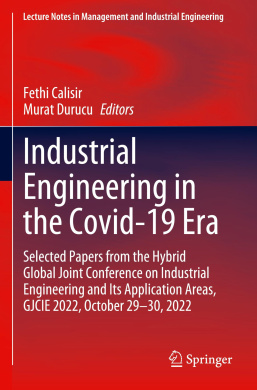 Lecture Notes in Management and Industrial Engineering
Fethi Calisir
Murat Durucu Editors
Industrial
Engineering in
the Covid-19 Era
Selected Papers from the Hybrid
Global Joint Conference on Industrial
Engineering and Its Application Areas,
GJCIE 2022, October 29–30, 2022
Springer